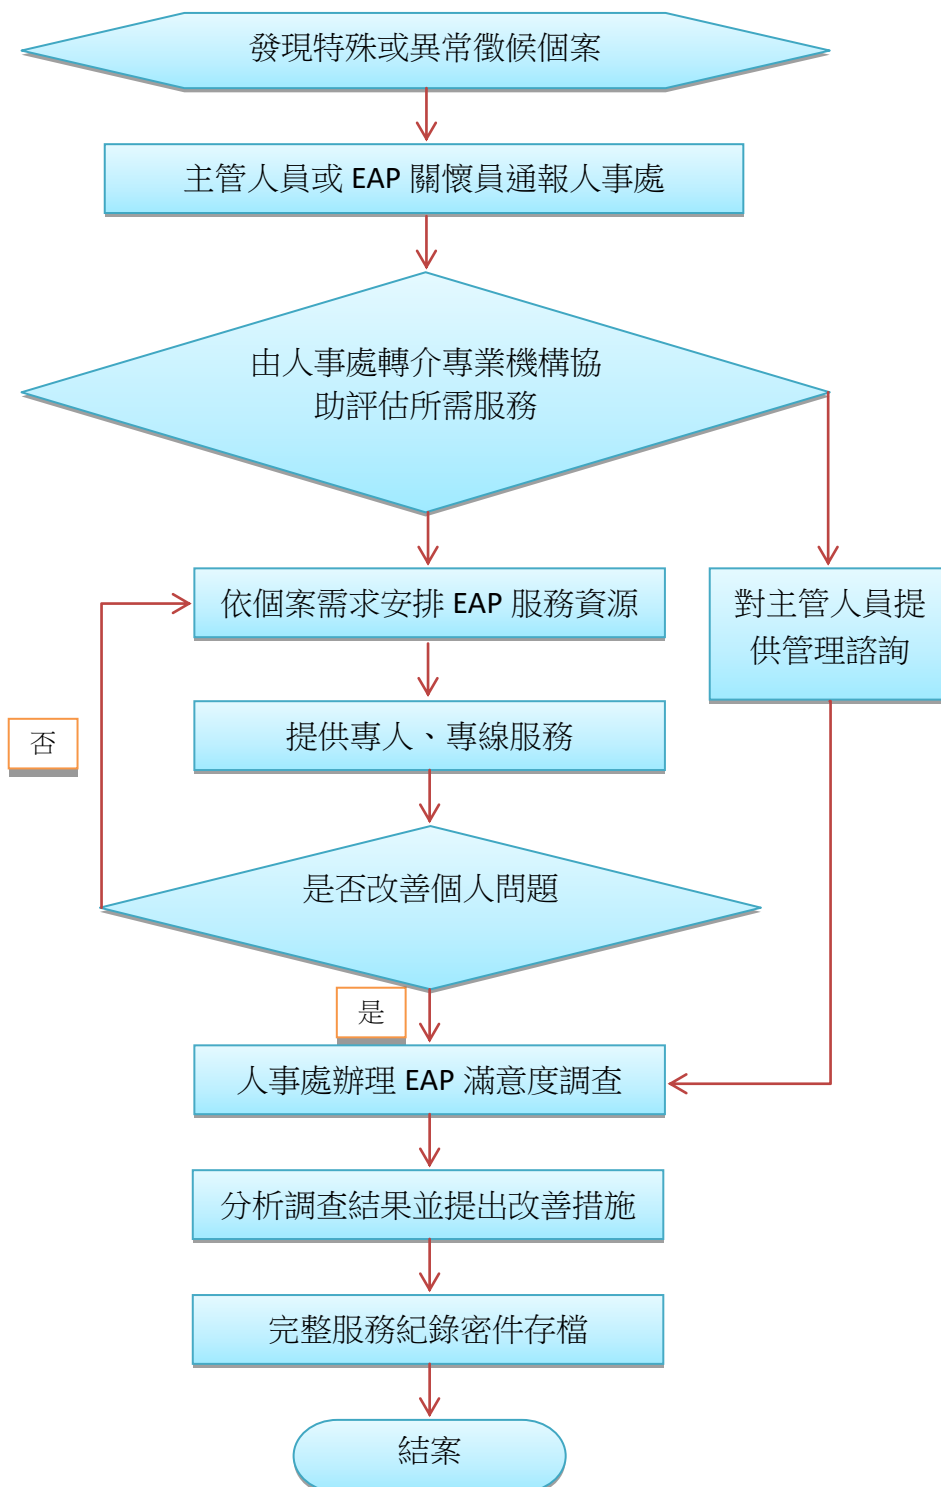 發現特殊或異常徵候個案
主管人員或 EAP 關懷員通報人事處
由人事處轉介專業機構協
助評估所需服務
依個案需求安排 EAP 服務資源
對主管人員提
供管理諮詢
提供專人、專線服務
否
是否改善個人問題
是
人事處辦理 EAP 滿意度調查
分析調查結果並提出改善措施
完整服務紀錄密件存檔
結案